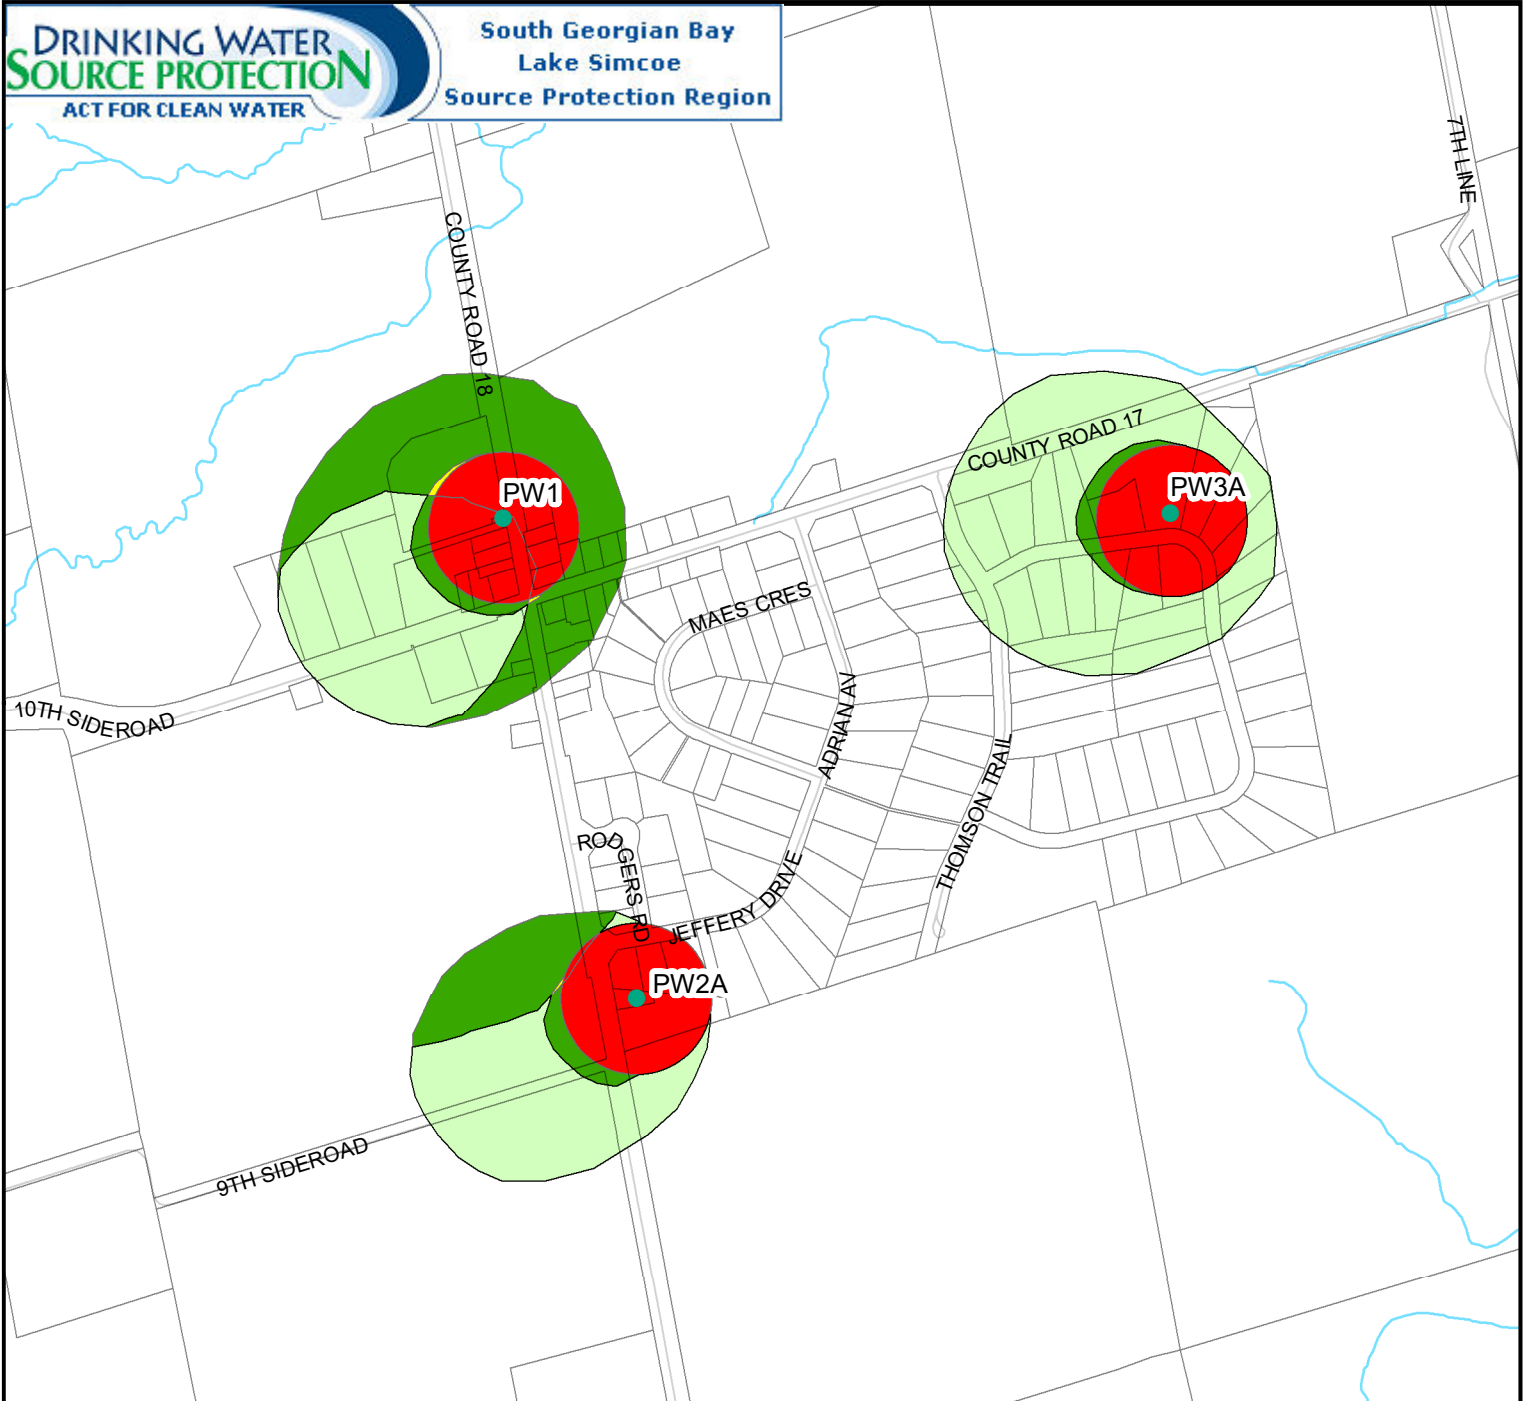 DRINKING WATER
SOURCE PROTECTION
ACT FOR CLEAN WATER
South Georgian Bay
Lake Simcoe
Source Protection Region
7TH LINE
COUNTY ROAD 18
COUNTY ROAD 17
PW1
PW3A
MAES CRES
10TH SIDEROAD
ADRIAN AV
THOMSON TRAIL
RODGERS RD
JEFFERY DRIVE
PW2A
9TH SIDEROAD